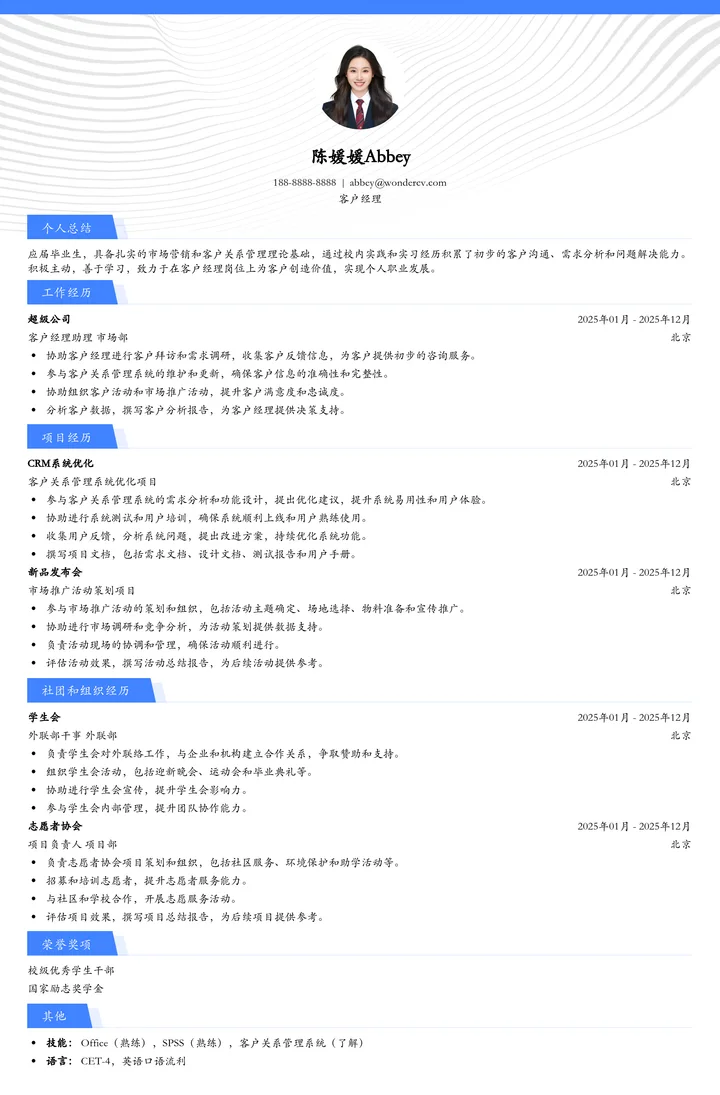 陈媛媛Abbey
188-8888-8888 | abbey@wondercv.com
客户经理
个人总结
应届毕业生，具备扎实的市场营销和客户关系管理理论基础，通过校内实践和实习经历积累了初步的客户沟通、需求分析和问题解决能力。
积极主动，善于学习，致力于在客户经理岗位上为客户创造价值，实现个人职业发展。
工作经历
超级公司 2025年01月 - 2025年12月
客户经理助理 市场部 北京
• 协助客户经理进行客户拜访和需求调研，收集客户反馈信息，为客户提供初步的咨询服务。
• 参与客户关系管理系统的维护和更新，确保客户信息的准确性和完整性。
• 协助组织客户活动和市场推广活动，提升客户满意度和忠诚度。
• 分析客户数据，撰写客户分析报告，为客户经理提供决策支持。
项目经历
CRM系统优化 2025年01月 - 2025年12月
客户关系管理系统优化项目 北京
• 参与客户关系管理系统的需求分析和功能设计，提出优化建议，提升系统易用性和用户体验。
• 协助进行系统测试和用户培训，确保系统顺利上线和用户熟练使用。
• 收集用户反馈，分析系统问题，提出改进方案，持续优化系统功能。
• 撰写项目文档，包括需求文档、设计文档、测试报告和用户手册。
新品发布会 2025年01月 - 2025年12月
市场推广活动策划项目 北京
• 参与市场推广活动的策划和组织，包括活动主题确定、场地选择、物料准备和宣传推广。
• 协助进行市场调研和竞争分析，为活动策划提供数据支持。
• 负责活动现场的协调和管理，确保活动顺利进行。
• 评估活动效果，撰写活动总结报告，为后续活动提供参考。
社团和组织经历
学生会 2025年01月 - 2025年12月
外联部干事 外联部 北京
• 负责学生会对外联络工作，与企业和机构建立合作关系，争取赞助和支持。
• 组织学生会活动，包括迎新晚会、运动会和毕业典礼等。
• 协助进行学生会宣传，提升学生会影响力。
• 参与学生会内部管理，提升团队协作能力。
志愿者协会 2025年01月 - 2025年12月
项目负责人 项目部 北京
• 负责志愿者协会项目策划和组织，包括社区服务、环境保护和助学活动等。
• 招募和培训志愿者，提升志愿者服务能力。
• 与社区和学校合作，开展志愿服务活动。
• 评估项目效果，撰写项目总结报告，为后续项目提供参考。
荣誉奖项
校级优秀学生干部
国家励志奖学金
其他
• 技能： Office（熟练），SPSS（熟练），客户关系管理系统（了解）
• 语言： CET-4，英语口语流利